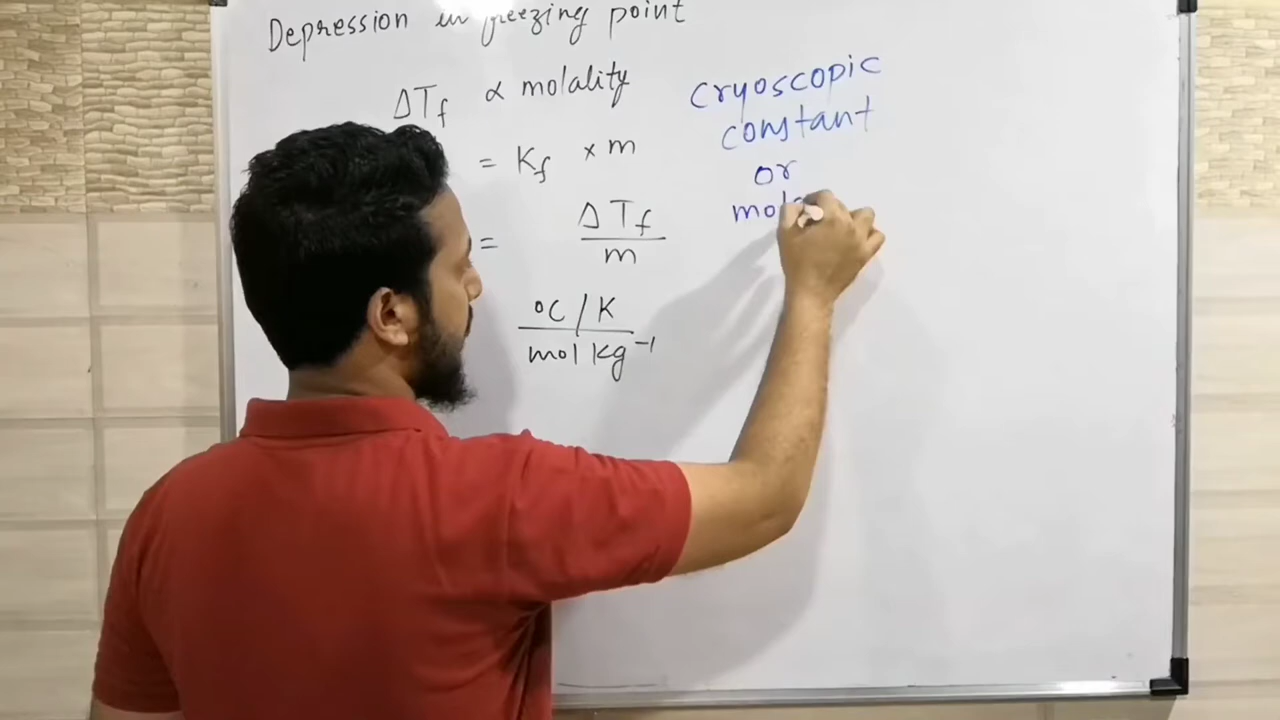 Depression in freezing point
ΔTf ∝ molality
= Kf × m
= ΔTf / m
°C / K
mol kg⁻¹
cryoscopic
constant
or